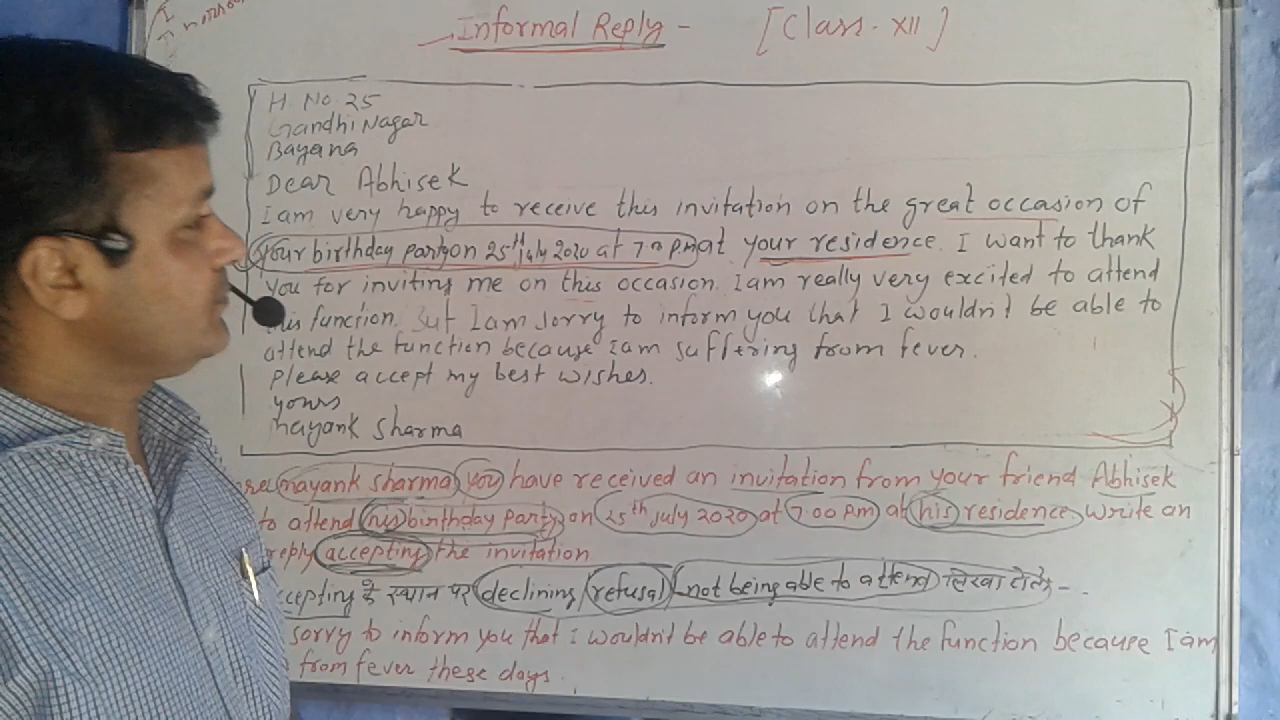 Informal Reply - [Class. XII]
H. No. 25
Gandhi Nagar
Bayana
Dear Abhisek
I am very happy to receive this invitation on the great occasion of
your birthday party on 25th july 2020 at 7 p.m at your residence. I want to thank
you for inviting me on this occasion. I am really very excited to attend
this function. But I am sorry to inform you that I wouldn't be able to
attend the function because I am suffering from fever.
please accept my best wishes.
yours
nayank sharma
are nayank sharma you have received an invitation from your friend Abhisek
to attend his birthday party on 25th july 2020 at 7 00 pm at his residence write an
reply accepting the invitation
ccepting के स्थान पर declining / refusal / not being able to attend लिखा
sorry to inform you that I wouldn't be able to attend the function because I am
from fever these days.